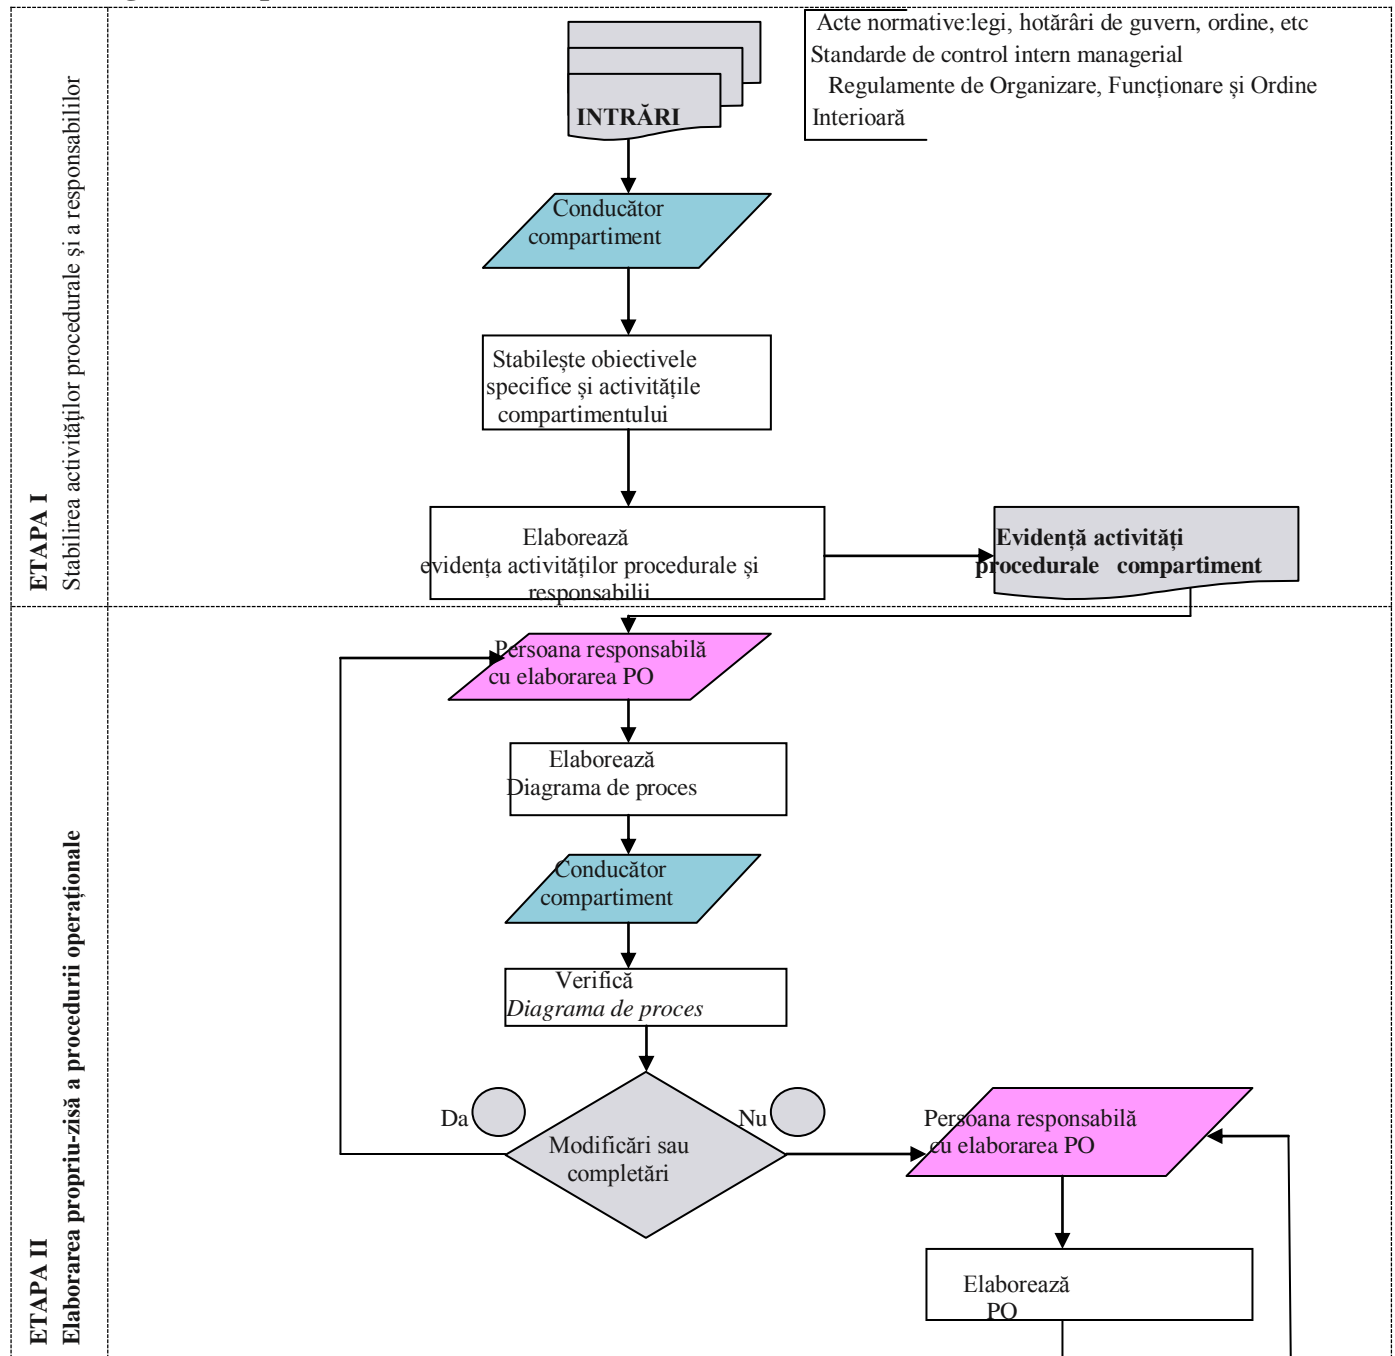 Acte normative:legi, hotărâri de guvern, ordine, etc
Standarde de control intern managerial
Regulamente de Organizare, Funcționare și Ordine
Interioară
INTRĂRI
Conducător
compartiment
Stabilește obiectivele
specifice și activitățile
compartimentului
Elaborează
evidența activităților procedurale și
responsabilii
Evidență activități
procedurale compartiment
ETAPA I
Stabilirea activităților procedurale şi a responsabililor
Persoana responsabilă
cu elaborarea PO
Elaborează
Diagrama de proces
Conducător
compartiment
Verifică
Diagrama de proces
Da
Nu
Modificări sau
completări
Persoana responsabilă
cu elaborarea PO
Elaborează
PO
ETAPA II
Elaborarea propriu-zisă a procedurii operaționale